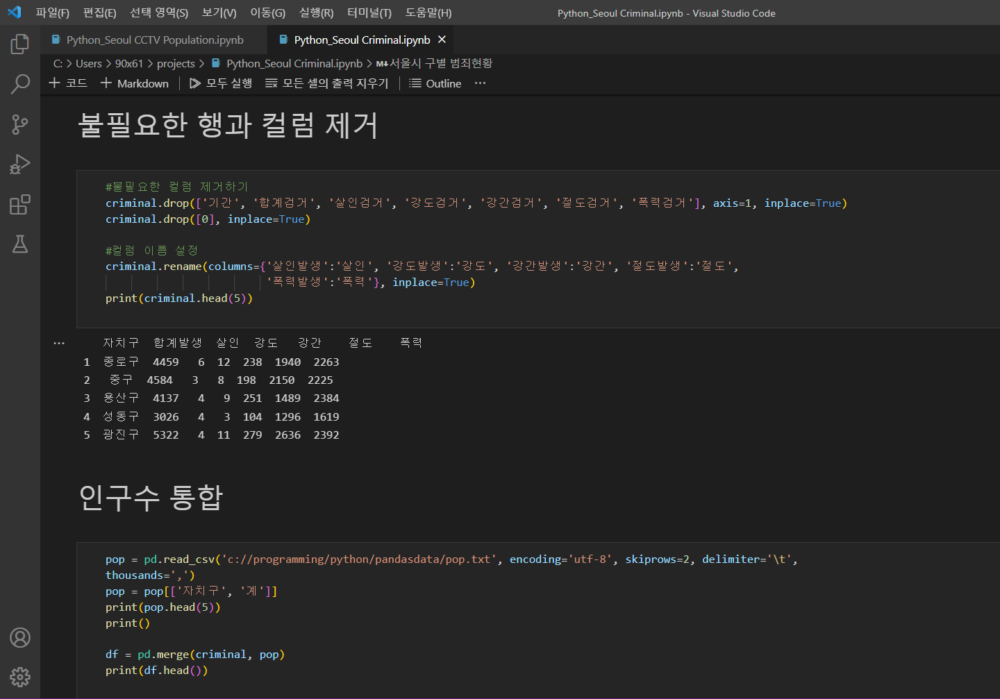 파일(F) 편집(E) 선택 영역(S) 보기(V) 이동(G) 실행(R) 터미널(T) 도움말(H) Python_Seoul Criminal.ipynb - Visual Studio Code
Python_Seoul CCTV Population.ipynb Python_Seoul Criminal.ipynb
C: > Users > 90x61 > projects > Python_Seoul Criminal.ipynb > M↓서울시 구별 범죄현황
+ 코드 + Markdown 모두 실행 모든 셀의 출력 지우기 Outline ···
불필요한 행과 컬럼 제거
#불필요한 컬럼 제거하기
criminal.drop(['기간', '합계검거', '살인검거', '강도검거', '강간검거', '절도검거', '폭력검거'], axis=1, inplace=True)
criminal.drop([0], inplace=True)
#컬럼 이름 설정
criminal.rename(columns={'살인발생':'살인', '강도발생':'강도', '강간발생':'강간', '절도발생':'절도',
'폭력발생':'폭력'}, inplace=True)
print(criminal.head(5))
··· 자치구 합계발생 살인 강도 강간 절도 폭력
1 종로구 4459 6 12 238 1940 2263
2 중구 4584 3 8 198 2150 2225
3 용산구 4137 4 9 251 1489 2384
4 성동구 3026 4 3 104 1296 1619
5 광진구 5322 4 11 279 2636 2392
인구수 통합
pop = pd.read_csv('c://programming/python/pandasdata/pop.txt', encoding='utf-8', skiprows=2, delimiter='\t',
thousands=',')
pop = pop[['자치구', '계']]
print(pop.head(5))
print()
df = pd.merge(criminal, pop)
print(df.head())